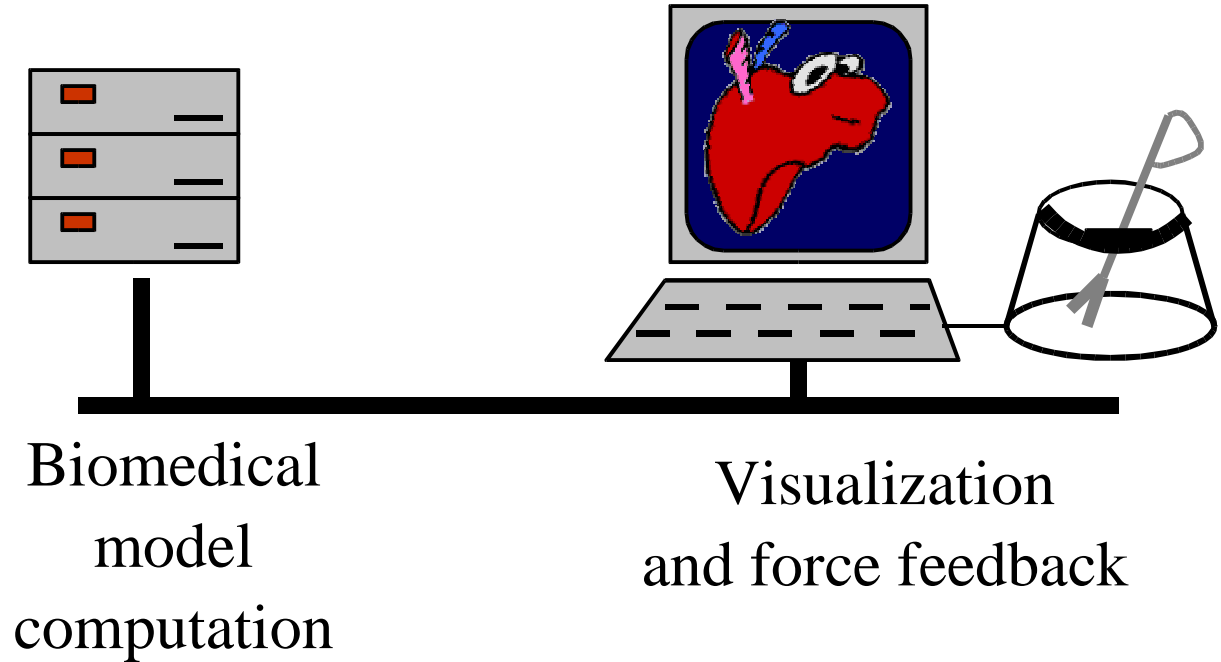 Biomedical
model
computation
Visualization
and force feedback